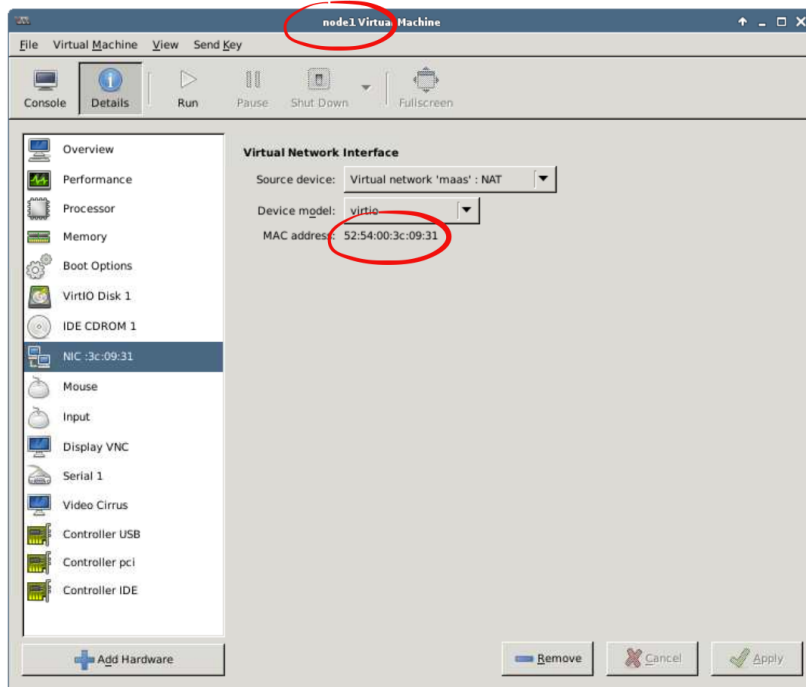 node1 Virtual Machine
File Virtual Machine View Send Key
Console Details Run Pause Shut Down Fullscreen
Overview
Performance
Processor
Memory
Boot Options
VirtIO Disk 1
IDE CDROM 1
NIC :3c:09:31
Mouse
Input
Display VNC
Serial 1
Video Cirrus
Controller USB
Controller pci
Controller IDE
Add Hardware
Virtual Network Interface
Source device: Virtual network 'maas' : NAT
Device model: virtio
MAC address: 52:54:00:3c:09:31
Remove Cancel Apply